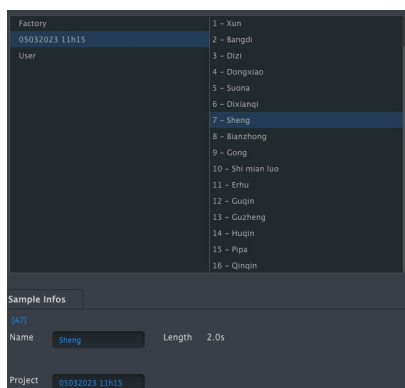 Factory
05032023 11h15
User
1 – Xun
2 – Bangdi
3 – Dizi
4 – Dongxiao
5 – Suona
6 – Dixianqi
7 – Sheng
8 – Bianzhong
9 – Gong
10 – Shi mian luo
11 – Erhu
12 – Guqin
13 – Guzheng
14 – Huqin
15 – Pipa
16 – Qinqin
Sample Infos
[A7]
Name Sheng Length 2.0s
Project 05032023 11h15